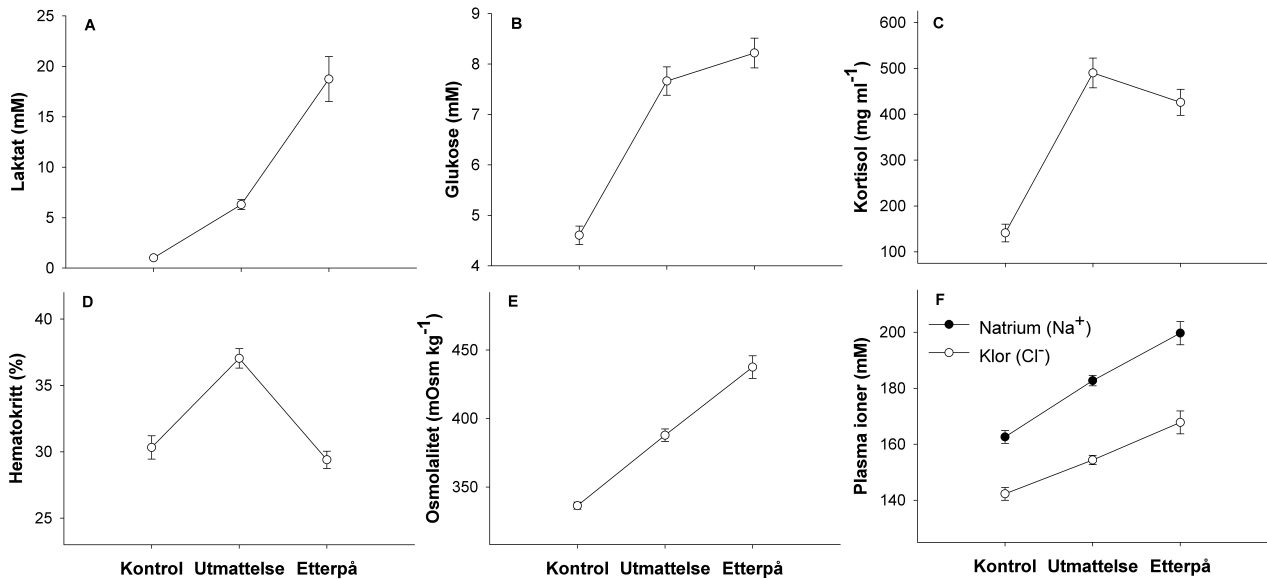 A
Laktat (mM)
25
20
15
10
5
0
B
Glukose (mM)
9
8
7
6
5
4
C
Kortisol (mg ml⁻¹)
600
500
400
300
200
100
D
Hematokritt (%)
40
35
30
25
Kontrol Utmattelse Etterpå
E
Osmolalitet (mOsm kg⁻¹)
450
400
350
Kontrol Utmattelse Etterpå
F
Natrium (Na⁺)
Klor (Cl⁻)
Plasma ioner (mM)
200
180
160
140
Kontrol Utmattelse Etterpå